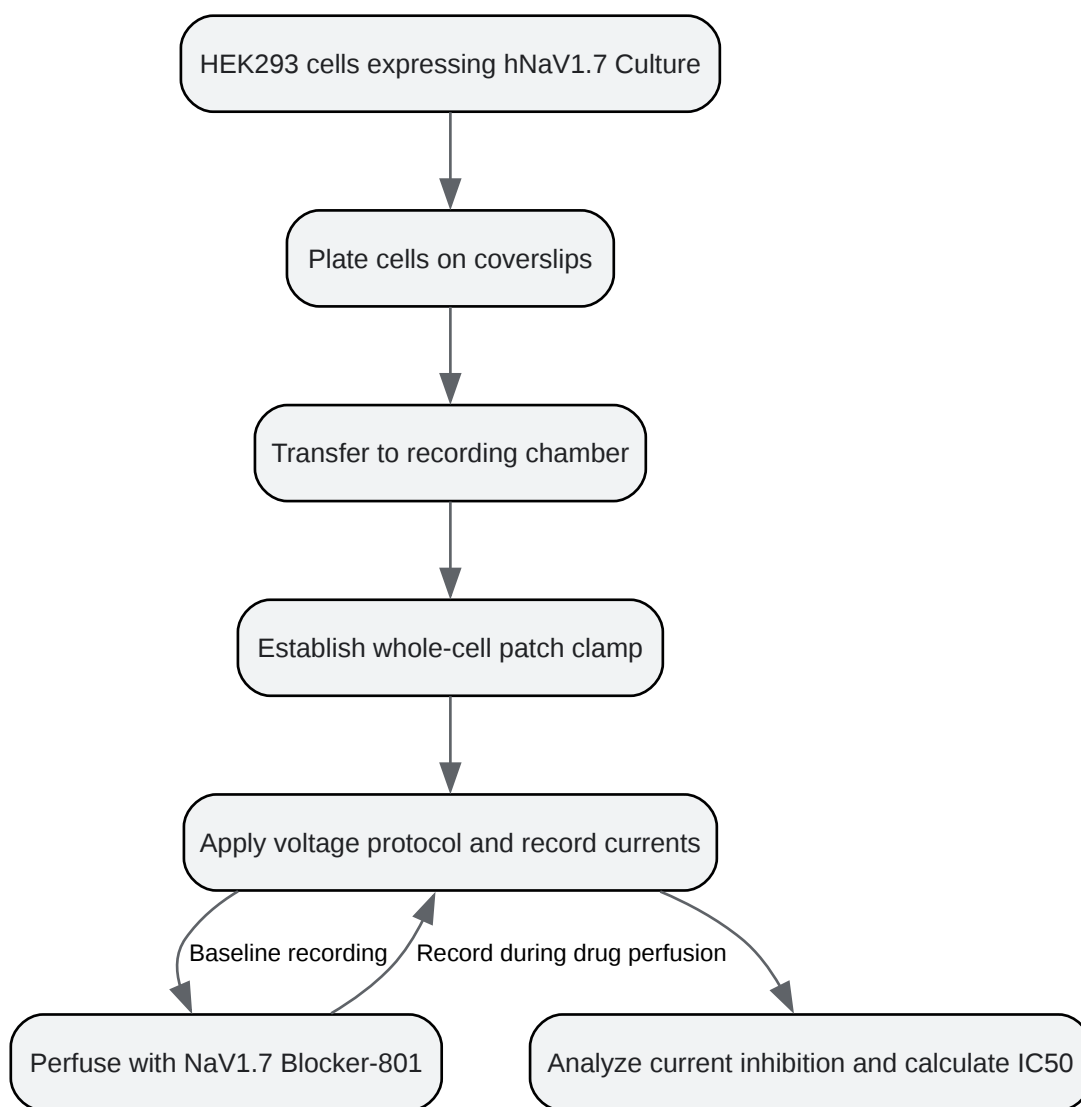 HEK293 cells expressing hNaV1.7 Culture
Plate cells on coverslips
Transfer to recording chamber
Establish whole-cell patch clamp
Apply voltage protocol and record currents
Baseline recording
Record during drug perfusion
Perfuse with NaV1.7 Blocker-801
Analyze current inhibition and calculate IC50